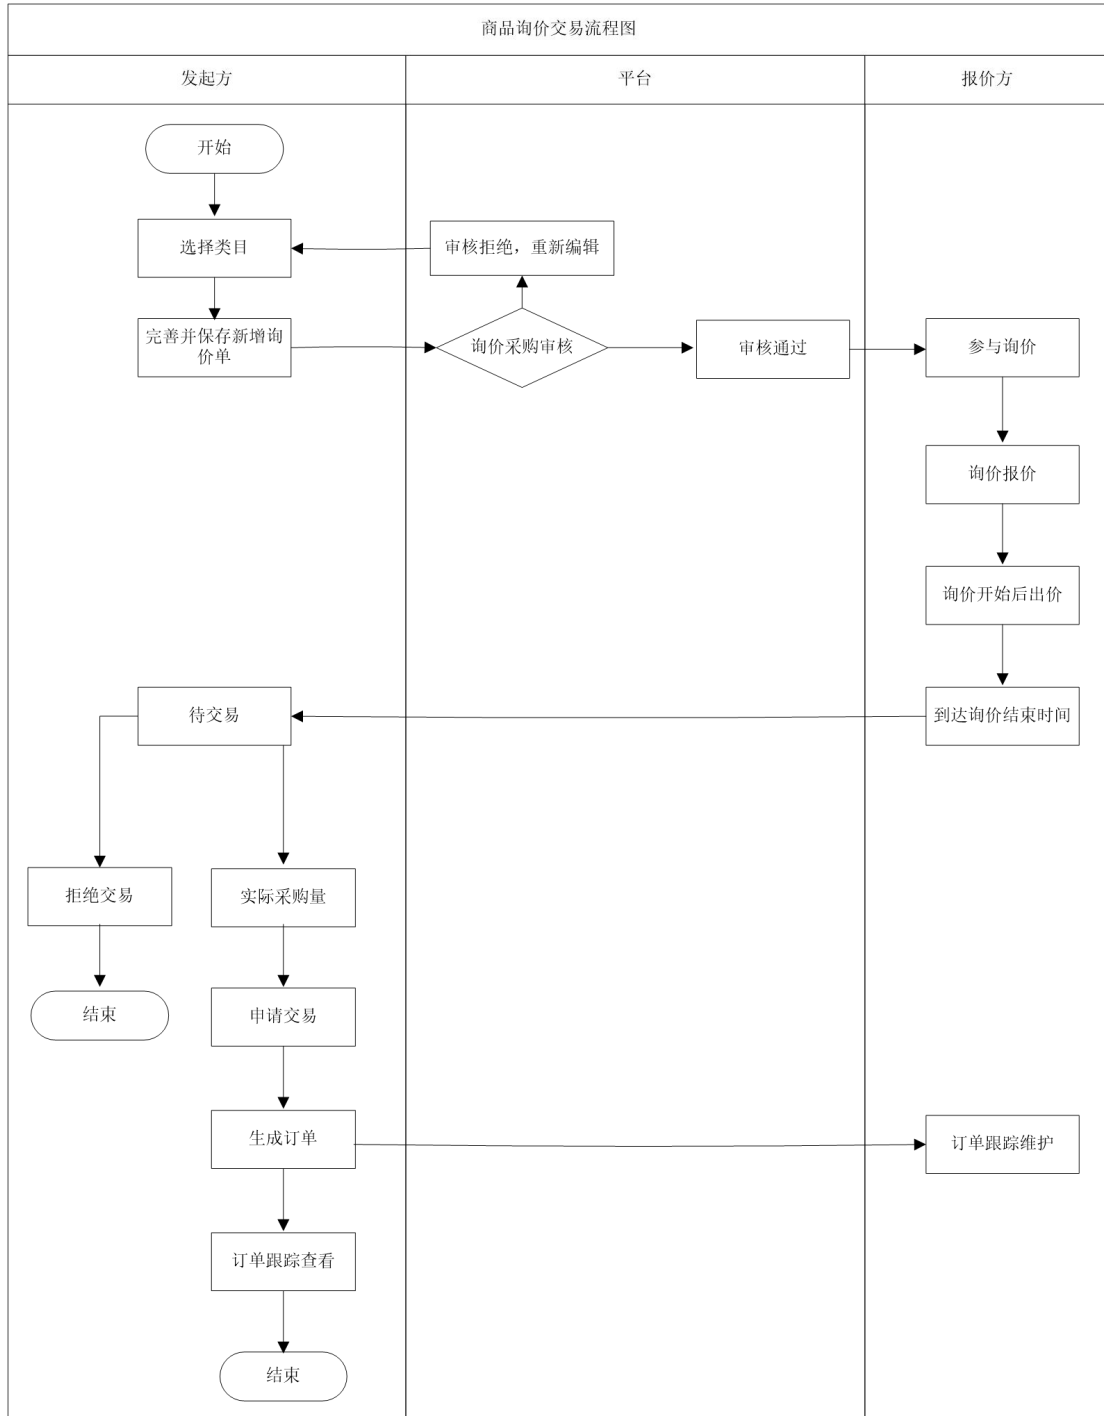 商品询价交易流程图
发起方
平台
报价方
开始
选择类目
审核拒绝，重新编辑
完善并保存新增询
价单
询价采购审核
审核通过
参与询价
询价报价
询价开始后出价
待交易
到达询价结束时间
拒绝交易
实际采购量
结束
申请交易
生成订单
订单跟踪维护
订单跟踪查看
结束